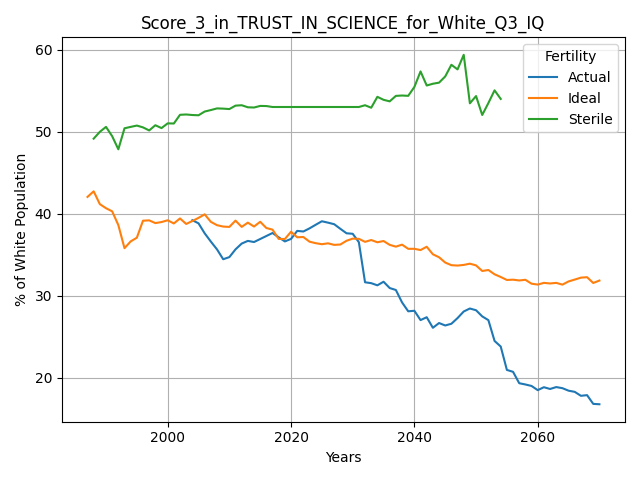 Score_3_in_TRUST_IN_SCIENCE_for_White_Q3_IQ
% of White Population
60
50
40
30
20
Fertility
Actual
Ideal
Sterile
2000
2020
2040
2060
Years